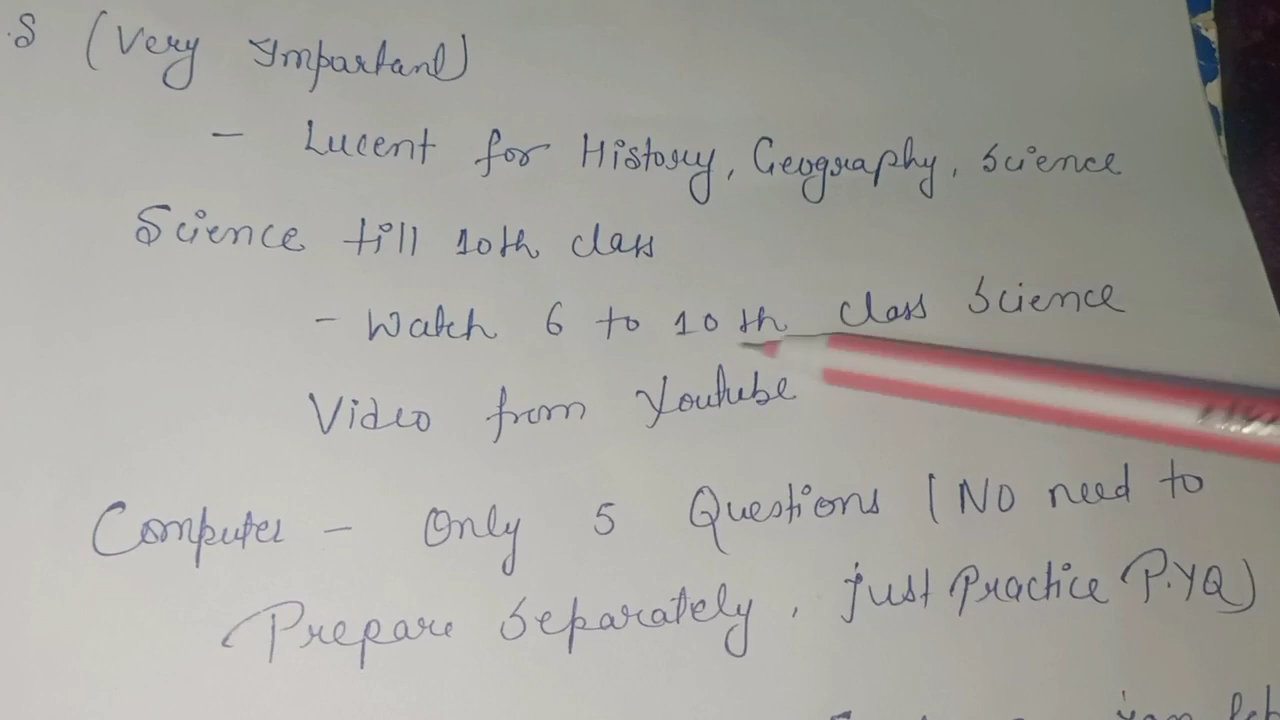 .S (Very Important)
- Lucent for History, Geography, Science
Science till 10th class
- Watch 6 to 10th class Science
Video from Youtube
Computer - Only 5 Questions (No need to
Prepare Separately, just Practice P.YQ)